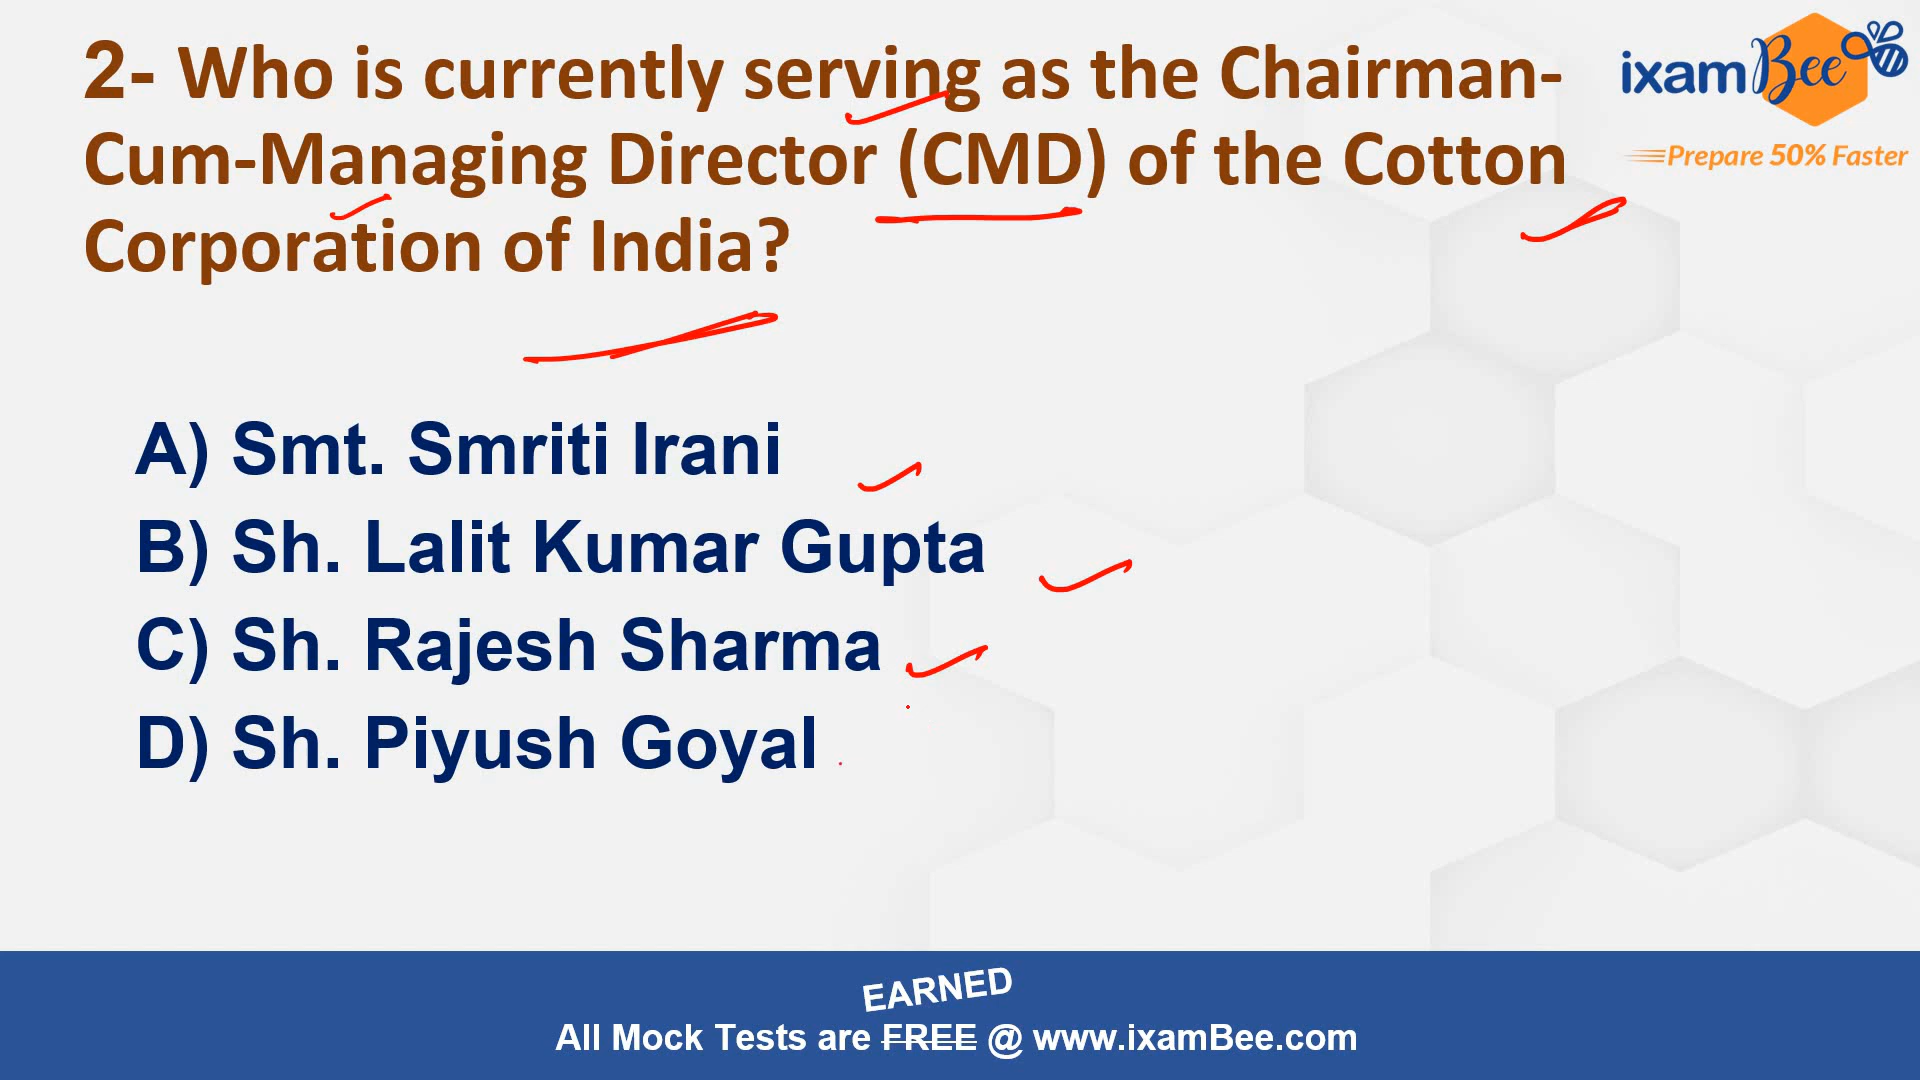 2- Who is currently serving as the Chairman-
Cum-Managing Director (CMD) of the Cotton
Corporation of India?
ixamBee
Prepare 50% Faster
A) Smt. Smriti Irani
B) Sh. Lalit Kumar Gupta
C) Sh. Rajesh Sharma
D) Sh. Piyush Goyal
EARNED
All Mock Tests are FREE @ www.ixamBee.com